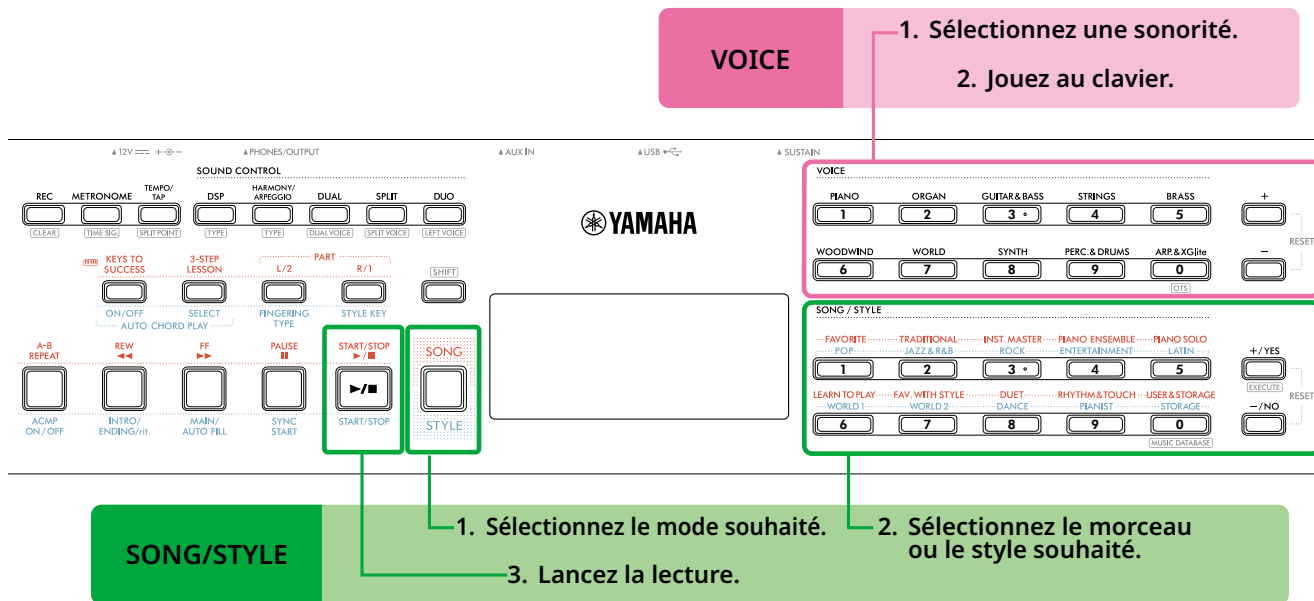 VOICE
1. Sélectionnez une sonorité.
2. Jouez au clavier.
12V
PHONES/OUTPUT
AUX IN
USB
SUSTAIN
SOUND CONTROL
REC METRONOME TEMPO/TAP DSP HARMONY/ARPEGGIO DUAL SPLIT DUO
CLEAR TIME SIG. SPLIT POINT TYPE TYPE DUAL VOICE SPLIT VOICE LEFT VOICE
YAMAHA
VOICE
PIANO ORGAN GUITAR & BASS STRINGS BRASS +
1 2 3 4 5
RESET
WOODWIND WORLD SYNTH PERC. & DRUMS ARP. & XGlite −
6 7 8 9 0
OTS
PART
KEYS TO SUCCESS 3-STEP LESSON L/2 R/1 SHIFT
ON/OFF SELECT FINGERING TYPE STYLE KEY
AUTO CHORD PLAY
A-B REPEAT REW FF PAUSE START/STOP SONG
ACMP ON/OFF INTRO/ENDING/rit. MAIN/AUTO FILL SYNC START START/STOP STYLE
SONG / STYLE
FAVORITE TRADITIONAL INST. MASTER PIANO ENSEMBLE PIANO SOLO
POP JAZZ & R&B ROCK ENTERTAINMENT LATIN +/YES
1 2 3 4 5
EXECUTE
RESET
LEARN TO PLAY FAV. WITH STYLE DUET RHYTHM & TOUCH USER & STORAGE
WORLD 1 WORLD 2 DANCE PIANIST STORAGE −/NO
6 7 8 9 0
MUSIC DATABASE
SONG/STYLE
1. Sélectionnez le mode souhaité.
2. Sélectionnez le morceau
ou le style souhaité.
3. Lancez la lecture.